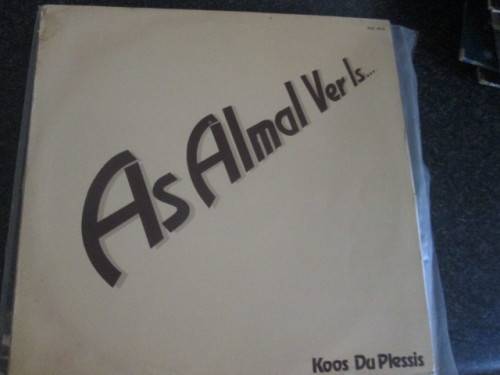 As Almal Ver Is...
Koos Du Plessis